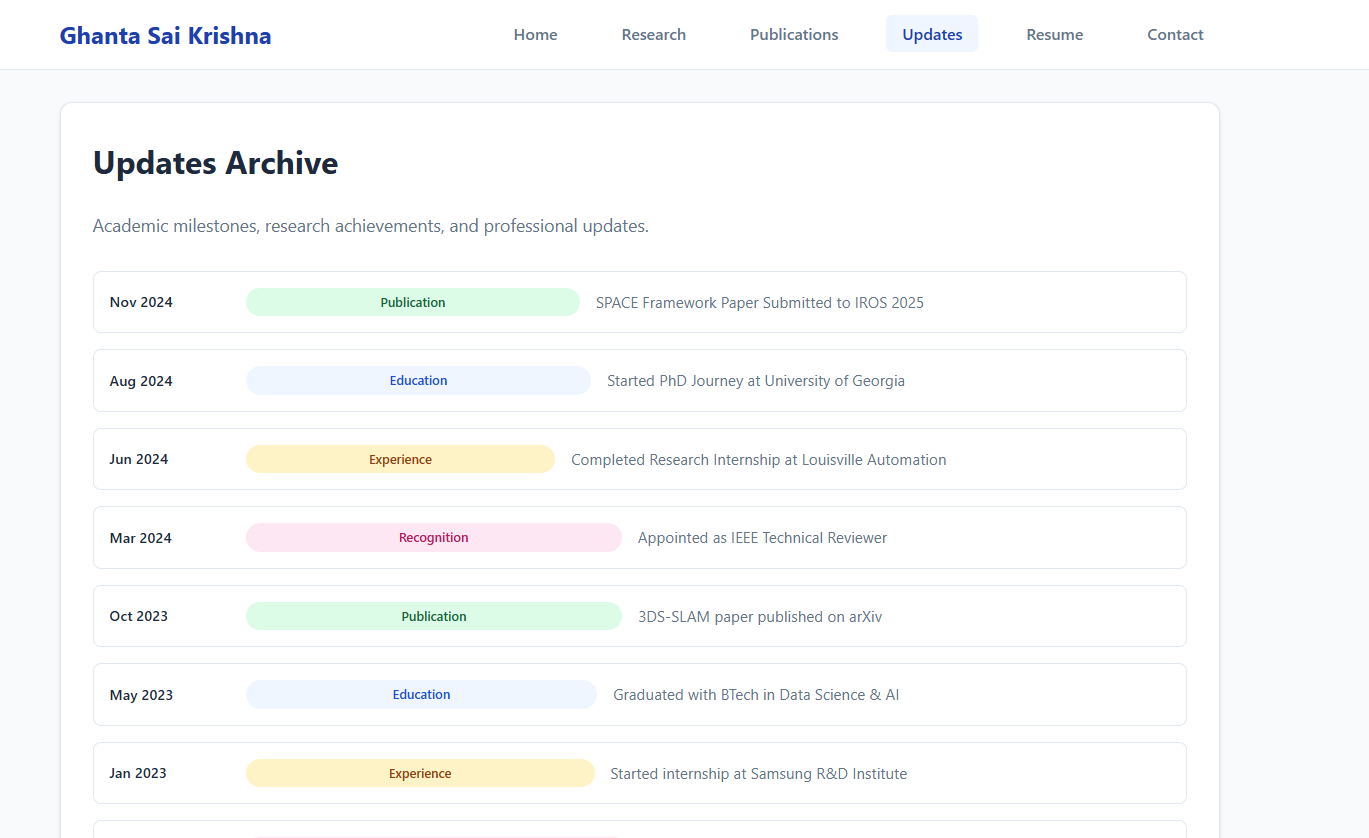 Ghanta Sai Krishna Home Research Publications Updates Resume Contact
Updates Archive
Academic milestones, research achievements, and professional updates.
Nov 2024 Publication SPACE Framework Paper Submitted to IROS 2025
Aug 2024 Education Started PhD Journey at University of Georgia
Jun 2024 Experience Completed Research Internship at Louisville Automation
Mar 2024 Recognition Appointed as IEEE Technical Reviewer
Oct 2023 Publication 3DS-SLAM paper published on arXiv
May 2023 Education Graduated with BTech in Data Science & AI
Jan 2023 Experience Started internship at Samsung R&D Institute